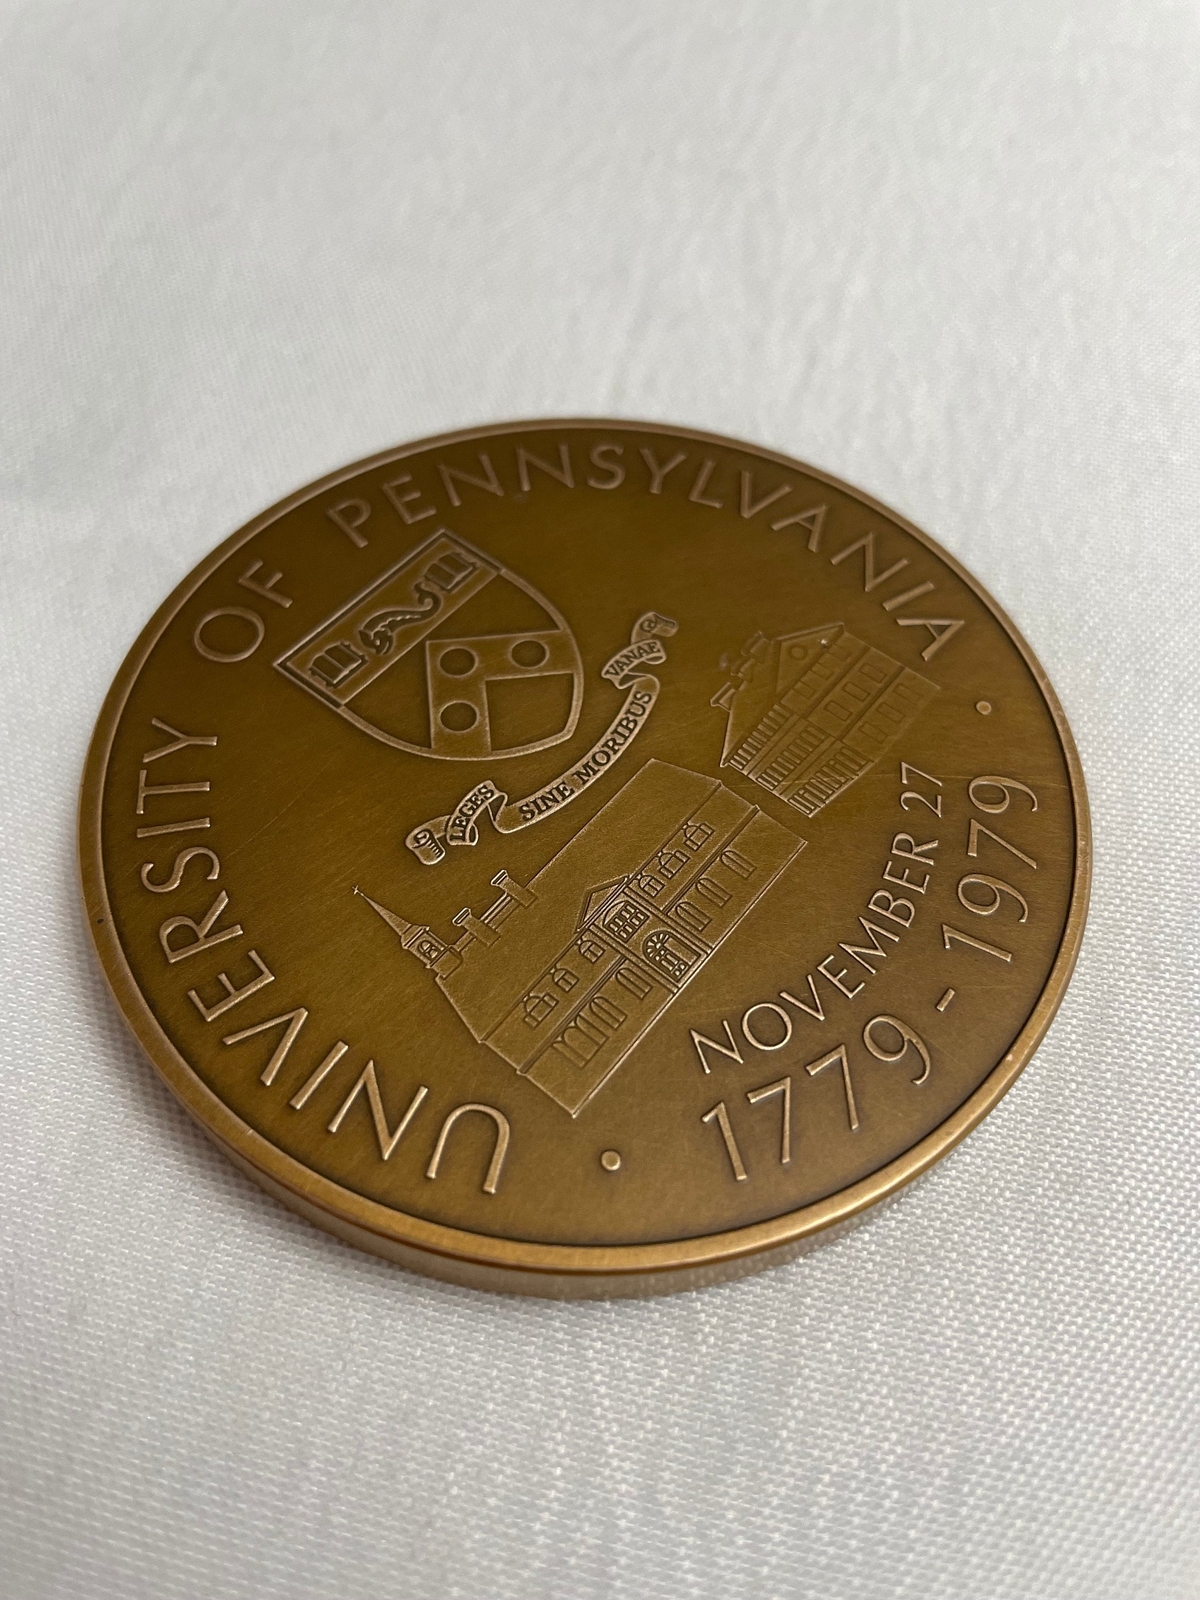 UNIVERSITY OF PENNSYLVANIA
LEGES SINE MORIBUS VANAE
NOVEMBER 27
1779-1979